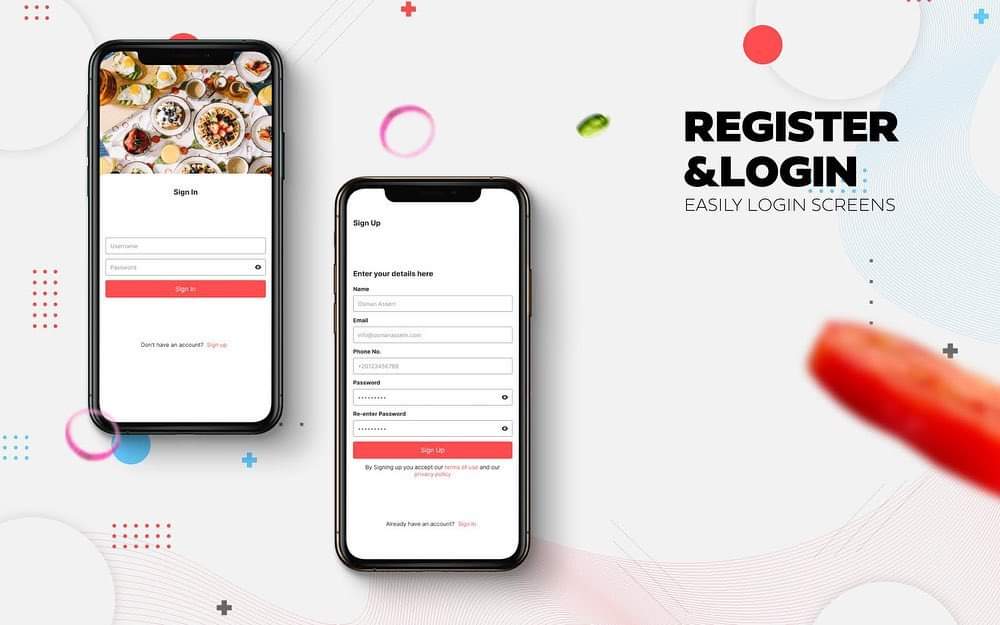 REGISTER
&LOGIN
EASILY LOGIN SCREENS
Sign In
Username
Password
Sign In
Don't have an account? Sign up
Sign Up
Enter your details here
Name
Osman Assem
Email
info@osmanassem.com
Phone No.
+20123456789
Password
•••••••••
Re-enter Password
•••••••••
Sign Up
By Signing up you accept our terms of use and our
privacy policy
Already have an account? Sign In